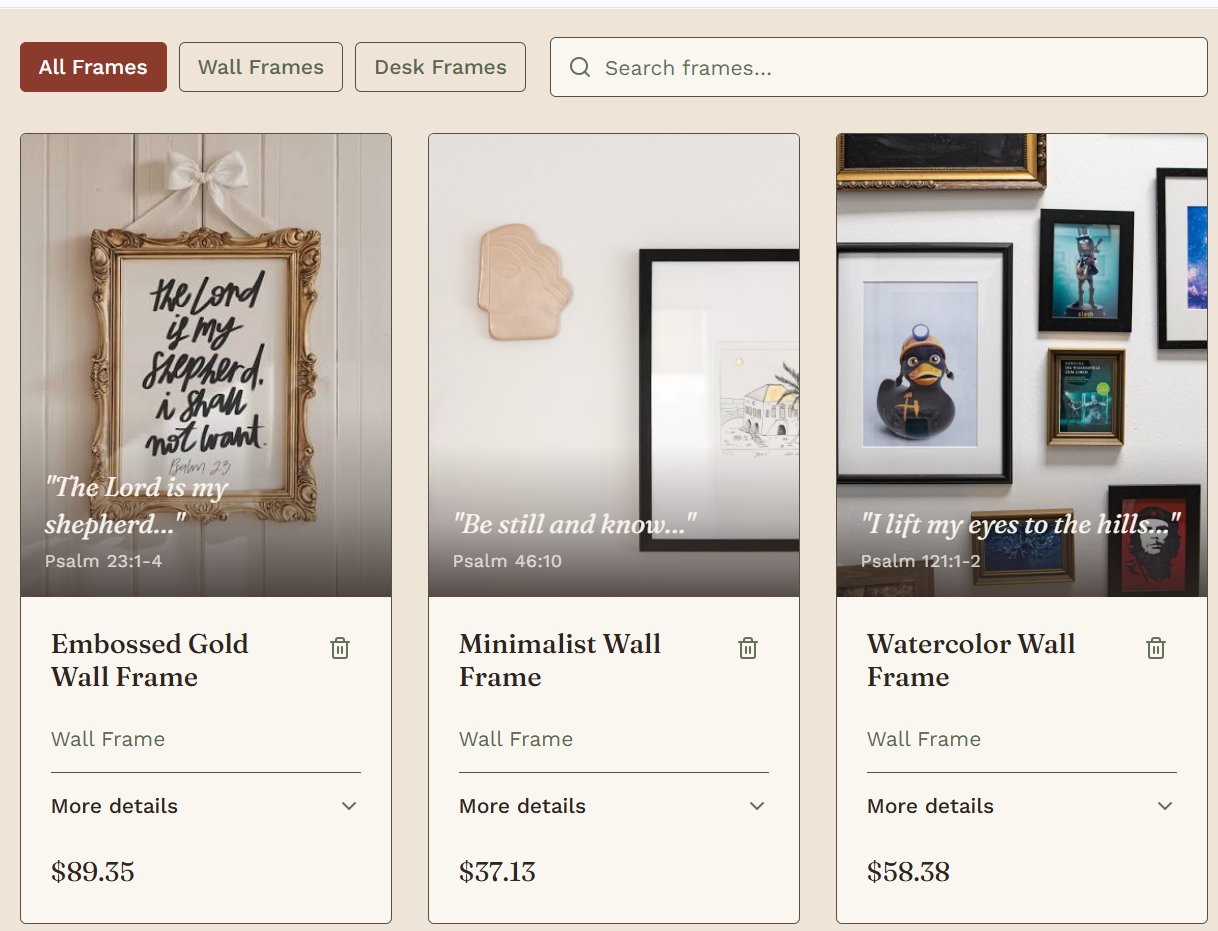 All Frames
Wall Frames
Desk Frames
Search frames...
the Lord
is my
shepherd.
i shall
not want.
Psalm 23
"The Lord is my
shepherd..."
Psalm 23:1-4
Embossed Gold
Wall Frame
Wall Frame
More details
$89.35
"Be still and know..."
Psalm 46:10
Minimalist Wall
Frame
Wall Frame
More details
$37.13
"I lift my eyes to the hills..."
Psalm 121:1-2
Watercolor Wall
Frame
Wall Frame
More details
$58.38